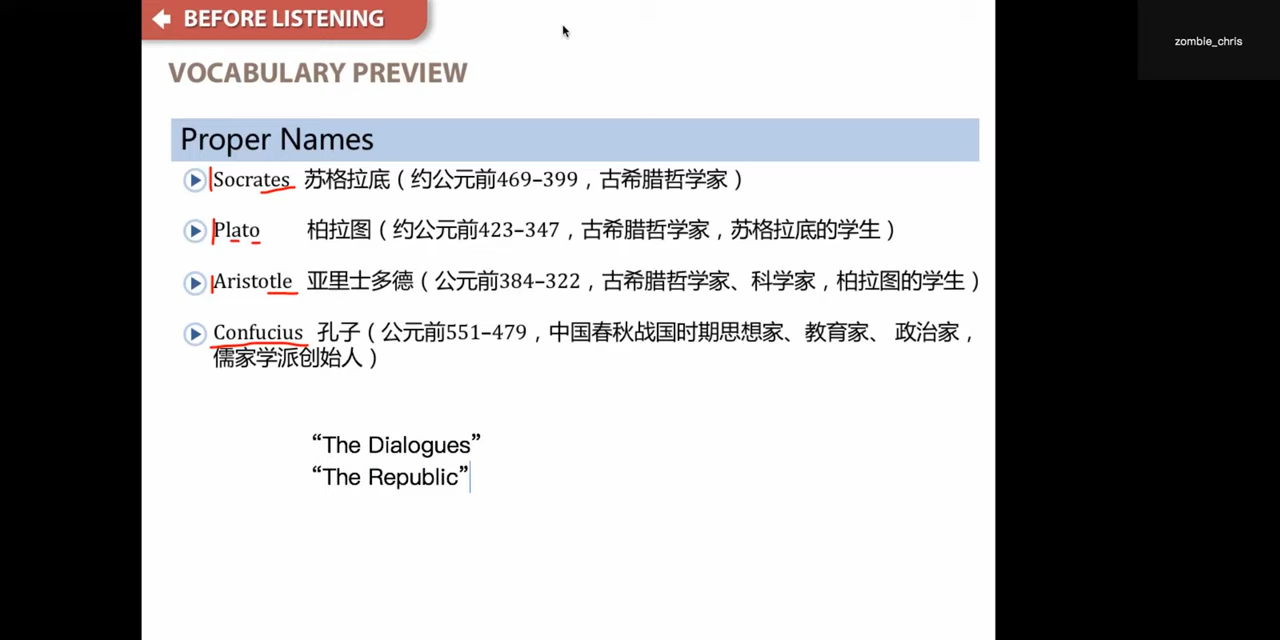 BEFORE LISTENING
zombie_chris
VOCABULARY PREVIEW
Proper Names
Socrates 苏格拉底（约公元前469–399，古希腊哲学家）
Plato 柏拉图（约公元前423–347，古希腊哲学家，苏格拉底的学生）
Aristotle 亚里士多德（公元前384–322，古希腊哲学家、科学家，柏拉图的学生）
Confucius 孔子（公元前551–479，中国春秋战国时期思想家、教育家、 政治家，
儒家学派创始人）
“The Dialogues”
“The Republic”